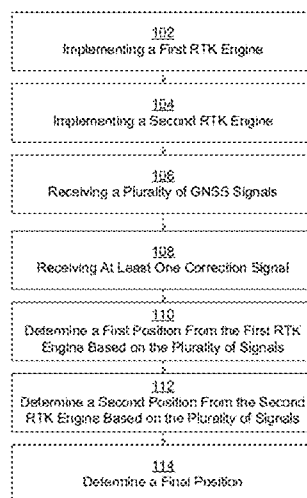 102
Implementing a First RTK Engine
104
Implementing a Second RTK Engine
106
Receiving a Plurality of GNSS Signals
108
Receiving At Least One Correction Signal
110
Determine a First Position From the First RTK
Engine Based on the Plurality of Signals
112
Determine a Second Position From the Second
RTK Engine Based on the Plurality of Signals
114
Determine a Final Position